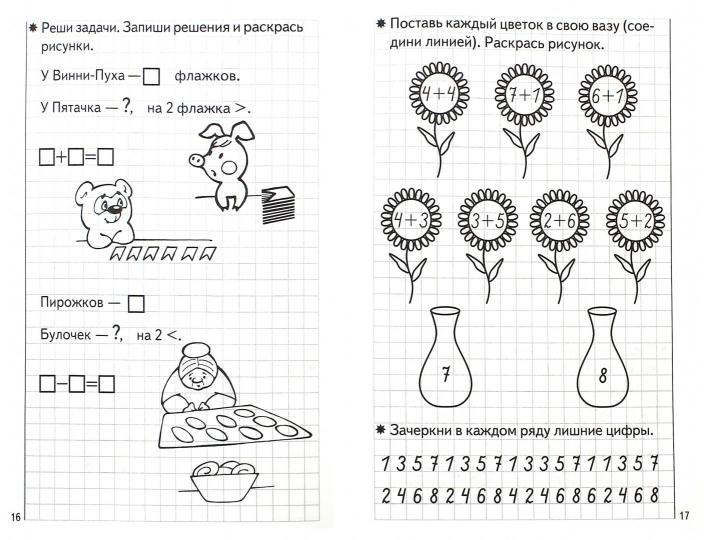 ✷ Реши задачи. Запиши решения и раскрась
рисунки.
У Винни-Пуха — □ флажков.
У Пятачка — ?, на 2 флажка >.
□+□=□
Пирожков — □
Булочек — ?, на 2 <.
□–□=□
16
✷ Поставь каждый цветок в свою вазу (сое-
дини линией). Раскрась рисунок.
4+4 7+1 6+1
4+3 3+5 2+6 5+2
7 8
✷ Зачеркни в каждом ряду лишние цифры.
1 3 5 7 1 3 5 7 1 3 3 5 7 1 1 3 5 7
2 4 6 8 2 4 6 8 2 4 6 8 6 2 4 6 8
17